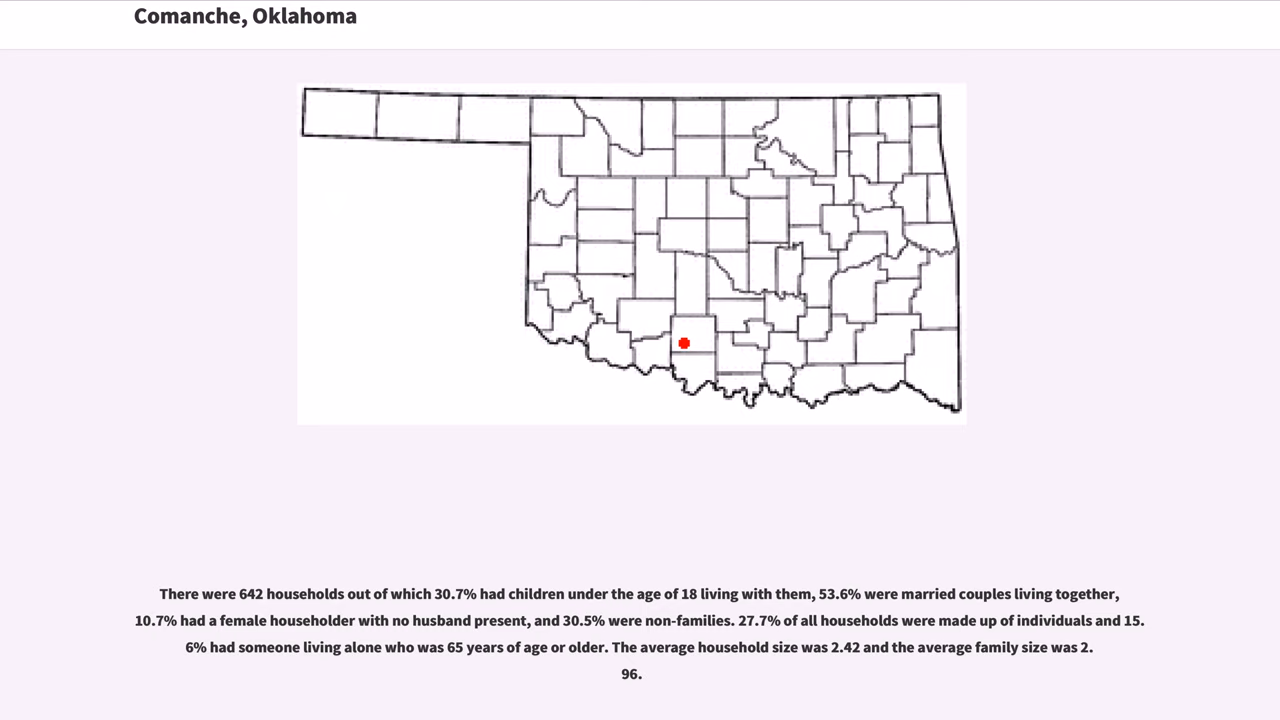 Comanche, Oklahoma
There were 642 households out of which 30.7% had children under the age of 18 living with them, 53.6% were married couples living together,
10.7% had a female householder with no husband present, and 30.5% were non-families. 27.7% of all households were made up of individuals and 15.
6% had someone living alone who was 65 years of age or older. The average household size was 2.42 and the average family size was 2.
96.